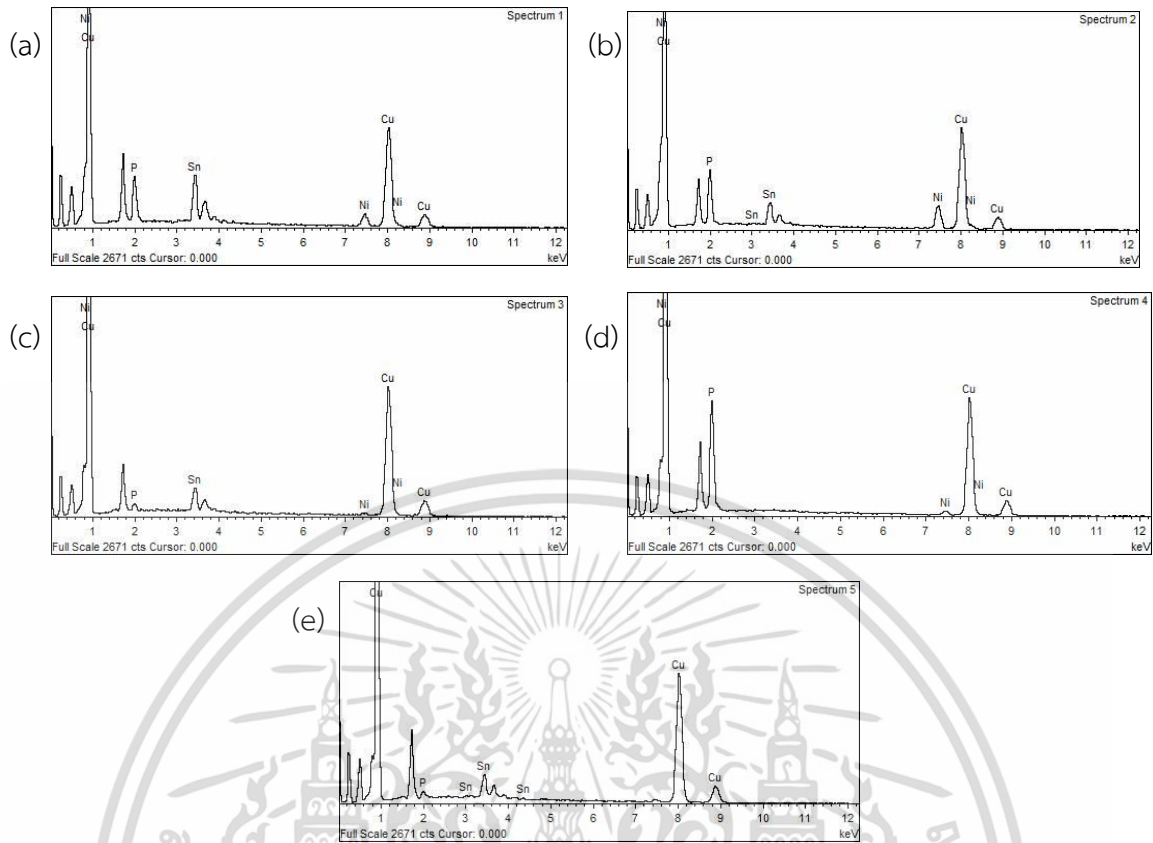 (a)
Spectrum 1
Ni
Cu
P
Sn
Ni
Cu
Ni
Cu
1 2 3 4 5 6 7 8 9 10 11 12
Full Scale 2671 cts Cursor: 0.000 keV
(b)
Spectrum 2
Ni
Cu
P
Sn
Sn
Ni
Cu
Ni
Cu
1 2 3 4 5 6 7 8 9 10 11 12
Full Scale 2671 cts Cursor: 0.000 keV
(c)
Spectrum 3
Ni
Cu
P
Sn
Ni
Cu
Ni
Cu
1 2 3 4 5 6 7 8 9 10 11 12
Full Scale 2671 cts Cursor: 0.000 keV
(d)
Spectrum 4
Ni
Cu
P
Ni
Cu
Ni
Cu
1 2 3 4 5 6 7 8 9 10 11 12
Full Scale 2671 cts Cursor: 0.000 keV
(e)
Spectrum 5
Cu
P
Sn
Sn
Sn
Cu
Cu
1 2 3 4 5 6 7 8 9 10 11 12
Full Scale 2671 cts Cursor: 0.000 keV